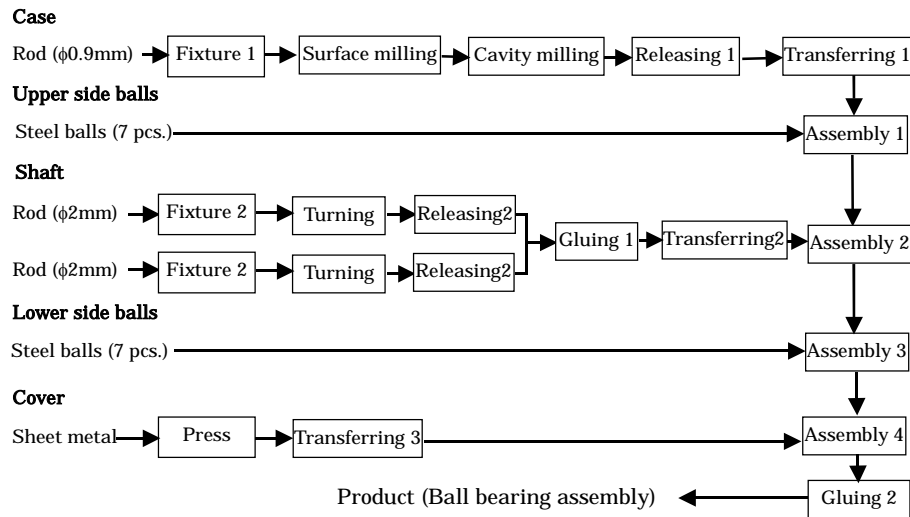 Case
Rod (ϕ0.9mm) Fixture 1 Surface milling Cavity milling Releasing 1 Transferring 1
Upper side balls
Steel balls (7 pcs.) Assembly 1
Shaft
Rod (ϕ2mm) Fixture 2 Turning Releasing2
Gluing 1 Transferring2 Assembly 2
Rod (ϕ2mm) Fixture 2 Turning Releasing2
Lower side balls
Steel balls (7 pcs.) Assembly 3
Cover
Sheet metal Press Transferring 3 Assembly 4
Product (Ball bearing assembly) Gluing 2